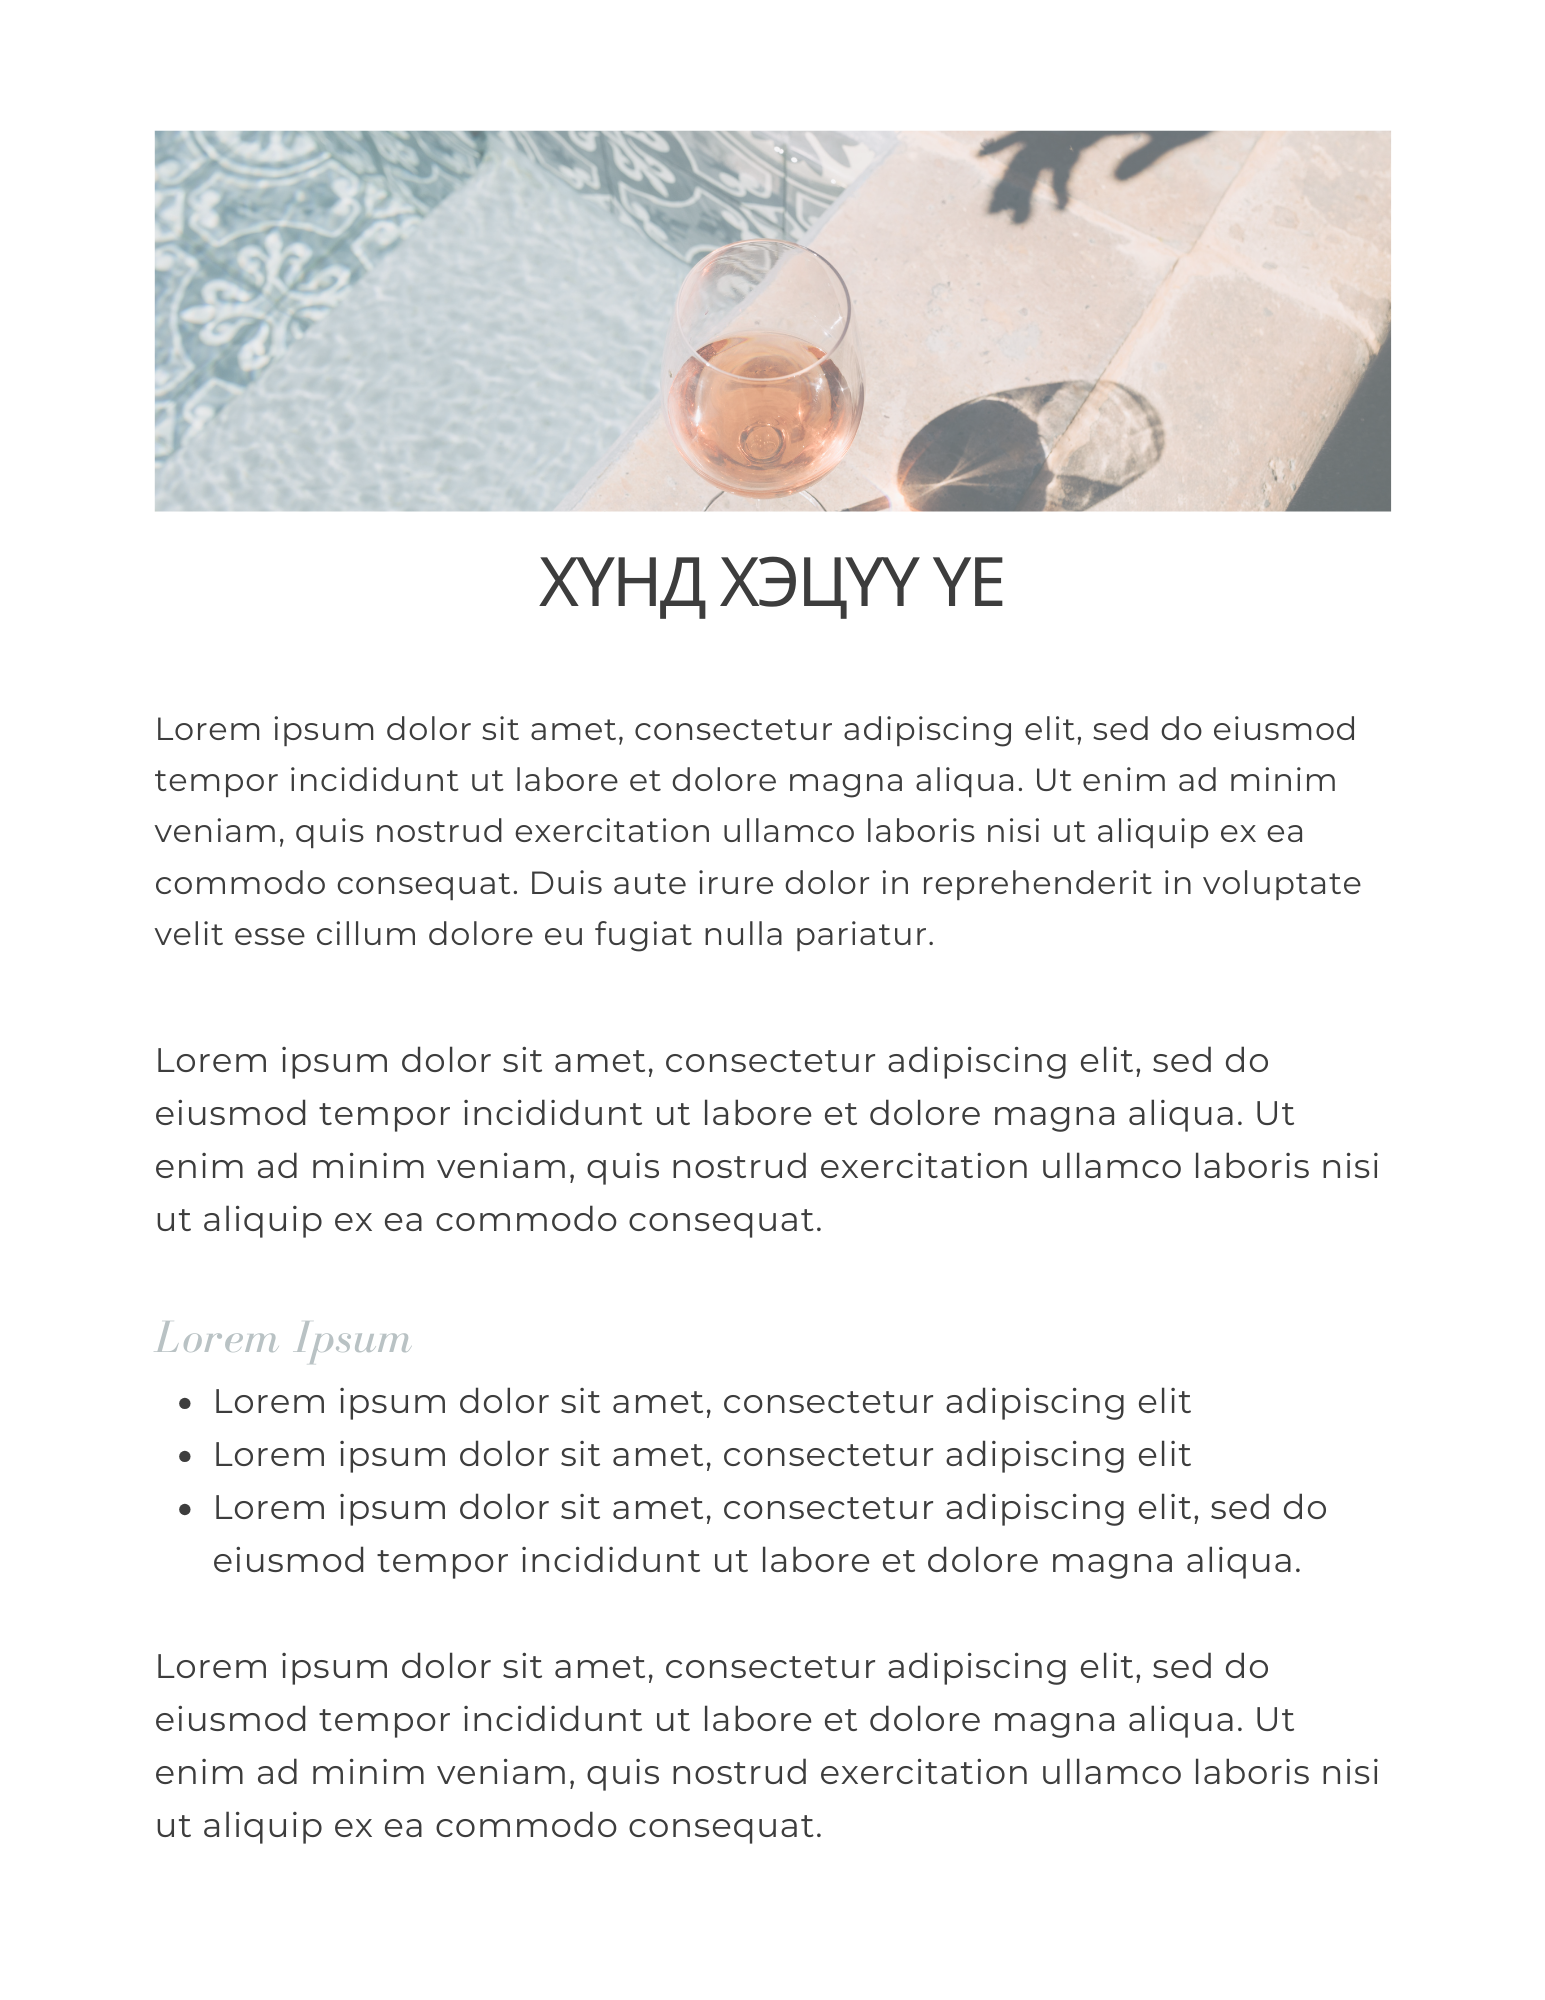 ХҮНД ХЭЦҮҮ ҮЕ
Lorem ipsum dolor sit amet, consectetur adipiscing elit, sed do eiusmod
tempor incididunt ut labore et dolore magna aliqua. Ut enim ad minim
veniam, quis nostrud exercitation ullamco laboris nisi ut aliquip ex ea
commodo consequat. Duis aute irure dolor in reprehenderit in voluptate
velit esse cillum dolore eu fugiat nulla pariatur.
Lorem ipsum dolor sit amet, consectetur adipiscing elit, sed do
eiusmod tempor incididunt ut labore et dolore magna aliqua. Ut
enim ad minim veniam, quis nostrud exercitation ullamco laboris nisi
ut aliquip ex ea commodo consequat.
Lorem Ipsum
• Lorem ipsum dolor sit amet, consectetur adipiscing elit
• Lorem ipsum dolor sit amet, consectetur adipiscing elit
• Lorem ipsum dolor sit amet, consectetur adipiscing elit, sed do
eiusmod tempor incididunt ut labore et dolore magna aliqua.
Lorem ipsum dolor sit amet, consectetur adipiscing elit, sed do
eiusmod tempor incididunt ut labore et dolore magna aliqua. Ut
enim ad minim veniam, quis nostrud exercitation ullamco laboris nisi
ut aliquip ex ea commodo consequat.